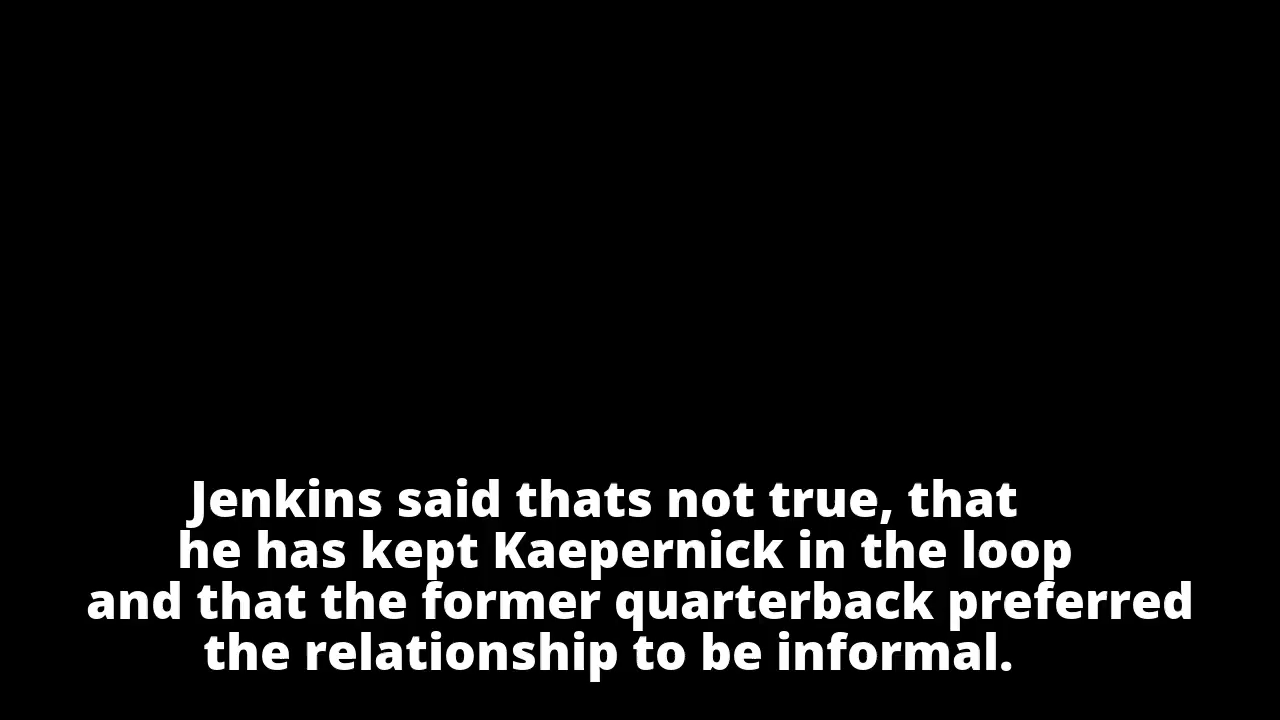 Jenkins said thats not true, that
he has kept Kaepernick in the loop
and that the former quarterback preferred
the relationship to be informal.